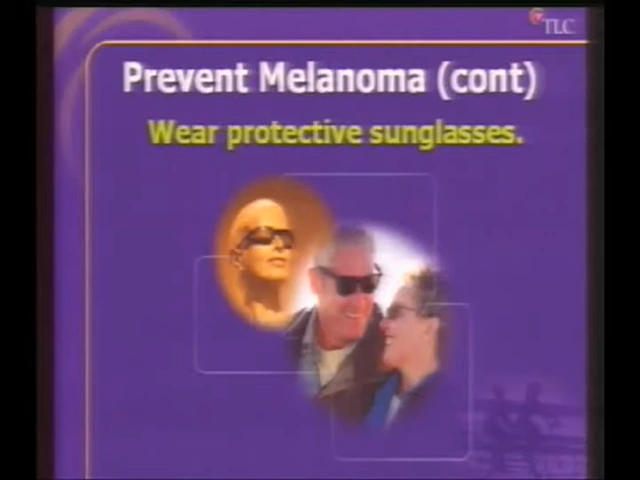 TLC
Prevent Melanoma (cont)
Wear protective sunglasses.